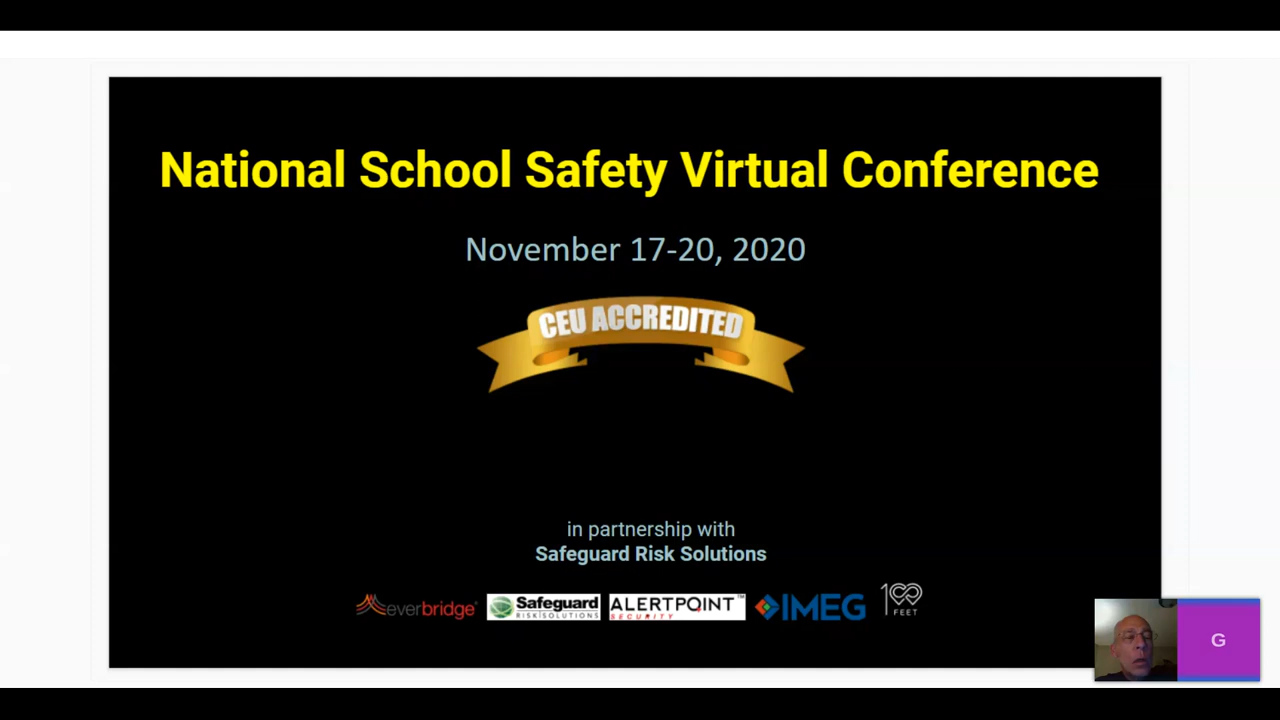 National School Safety Virtual Conference
November 17-20, 2020
CEU ACCREDITED
in partnership with
Safeguard Risk Solutions
everbridge Safeguard RISK SOLUTIONS ALERTPOINT™ SECURITY IMEG 100 FEET
G